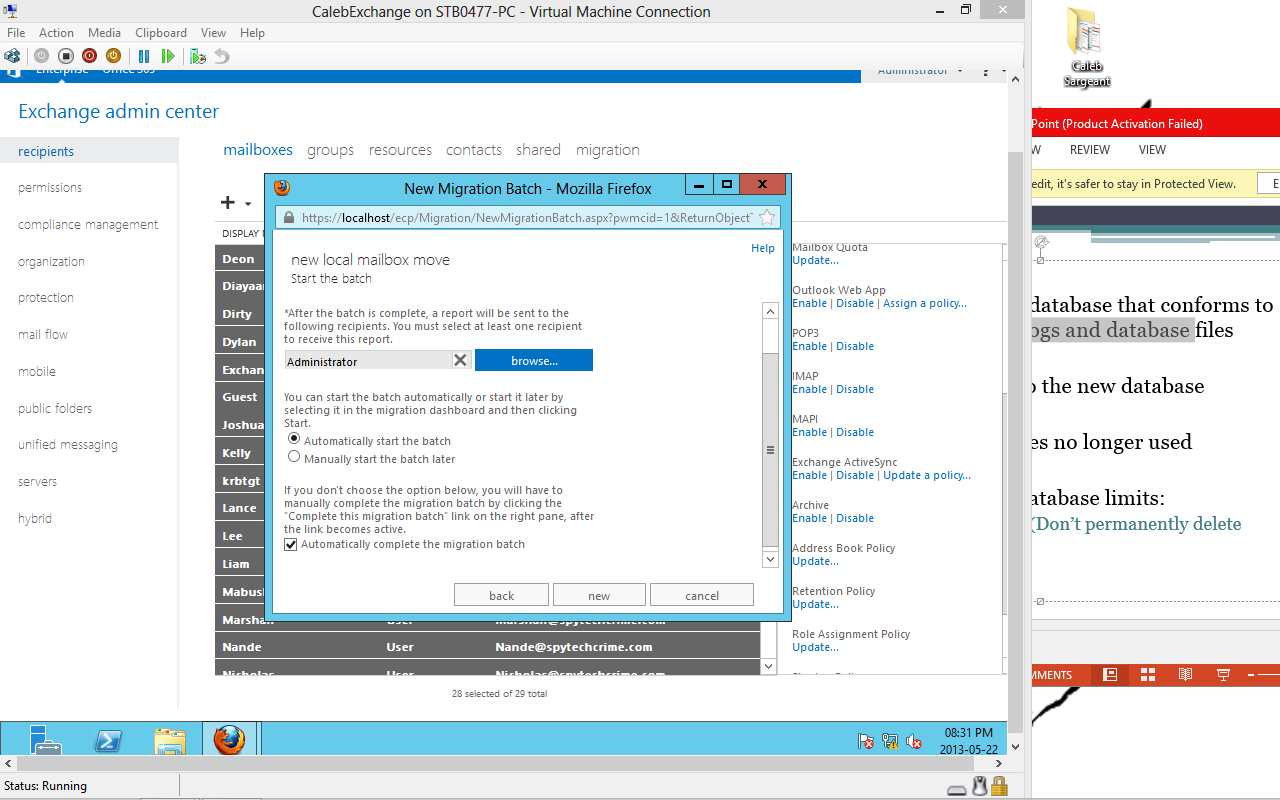 CalebExchange on STB0477-PC - Virtual Machine Connection
File Action Media Clipboard View Help
Enterprise Office 365
Administrator
Exchange admin center
recipients
permissions
compliance management
organization
protection
mail flow
mobile
public folders
unified messaging
servers
hybrid
mailboxes groups resources contacts shared migration
DISPLAY
Deon
Diayaan
Dirty
Dylan
Exchan
Guest
Joshua
Kelly
krbtgt
Lance
Lee
Liam
Mabus
Marshan User Marshan@spytechcrime.com
Nande User Nande@spytechcrime.com
Nicholas User Nicholas@spytechcrime.com
28 selected of 29 total
New Migration Batch - Mozilla Firefox
https://localhost/ecp/Migration/NewMigrationBatch.aspx?pwmcid=1&ReturnObject
Help
new local mailbox move
Start the batch
*After the batch is complete, a report will be sent to the
following recipients. You must select at least one recipient
to receive this report.
Administrator
browse...
You can start the batch automatically or start it later by
selecting it in the migration dashboard and then clicking
Start.
Automatically start the batch
Manually start the batch later
If you don't choose the option below, you will have to
manually complete the migration batch by clicking the
"Complete this migration batch" link on the right pane, after
the link becomes active.
Automatically complete the migration batch
back new cancel
Mailbox Quota
Update...
Outlook Web App
Enable | Disable | Assign a policy...
POP3
Enable | Disable
IMAP
Enable | Disable
MAPI
Enable | Disable
Exchange ActiveSync
Enable | Disable | Update a policy...
Archive
Enable | Disable
Address Book Policy
Update...
Retention Policy
Update...
Role Assignment Policy
Update...
08:31 PM
2013-05-22
Status: Running
Caleb
Sargeant
Point (Product Activation Failed)
W REVIEW VIEW
edit, it's safer to stay in Protected View. E
database that conforms to
ogs and database files
o the new database
es no longer used
atabase limits:
(Don't permanently delete
MMENTS